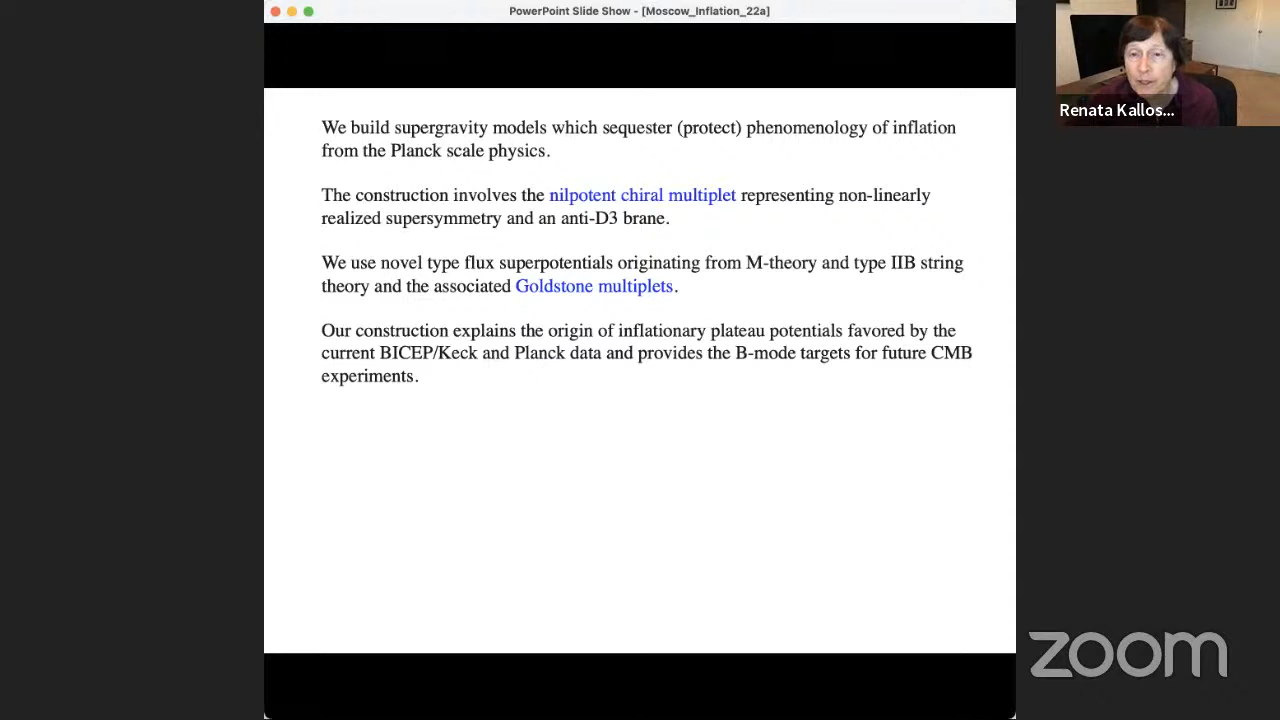 PowerPoint Slide Show - [Moscow_Inflation_22a]
We build supergravity models which sequester (protect) phenomenology of inflation
from the Planck scale physics.
The construction involves the nilpotent chiral multiplet representing non-linearly
realized supersymmetry and an anti-D3 brane.
We use novel type flux superpotentials originating from M-theory and type IIB string
theory and the associated Goldstone multiplets.
Our construction explains the origin of inflationary plateau potentials favored by the
current BICEP/Keck and Planck data and provides the B-mode targets for future CMB
experiments.
Renata Kallos...
zoom